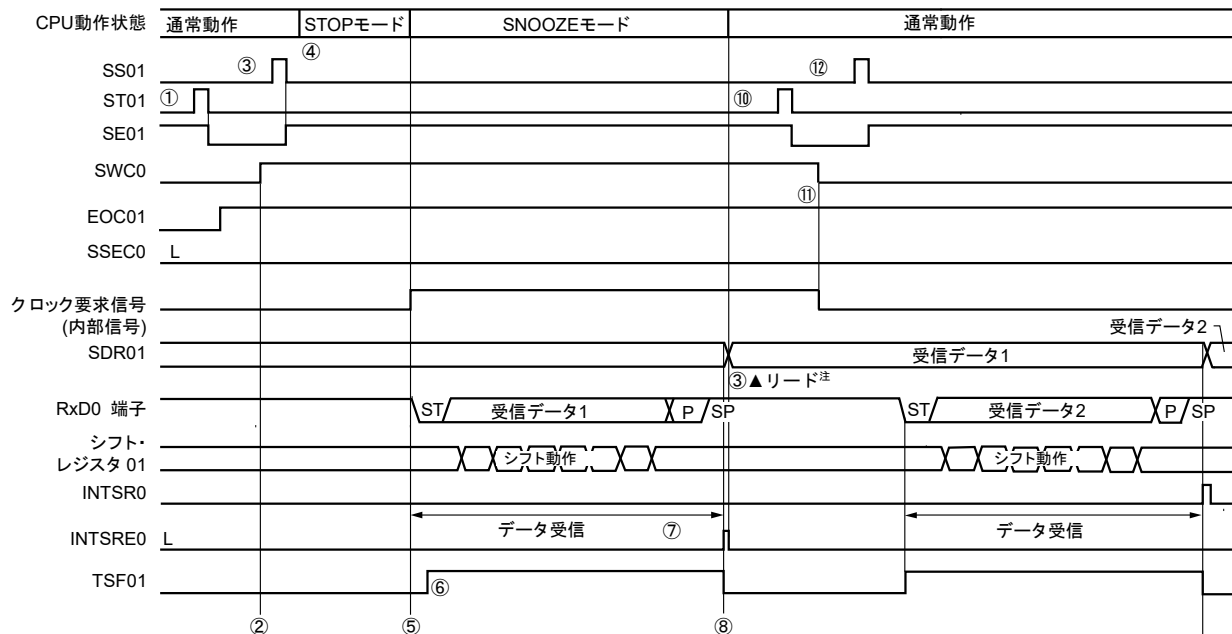 CPU動作状態 通常動作 STOPモード SNOOZEモード 通常動作
③ ④ ⑫
SS01
① ⑩
ST01
SE01
SWC0
⑪
EOC01
SSEC0 L
クロック要求信号
(内部信号)
受信データ2
SDR01 受信データ1
③▲リード注
RxD0 端子 ST 受信データ1 P SP ST 受信データ2 P SP
シフト・
レジスタ 01 シフト動作 シフト動作
INTSR0
データ受信 ⑦ データ受信
INTSRE0 L
TSF01 ⑥
② ⑤ ⑧